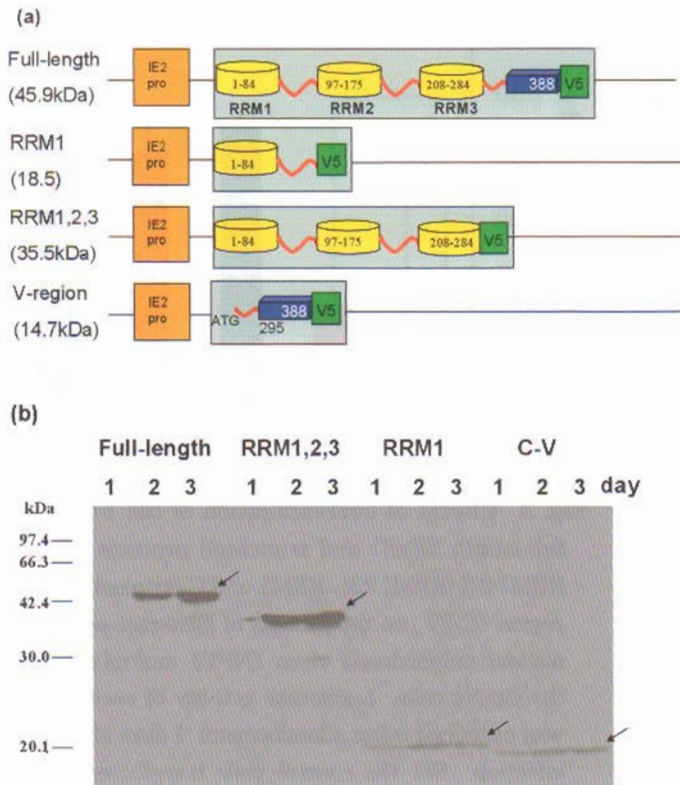 (a)
Full-length
(45.9kDa)
IE2
pro
1-84
97-175
208-284
388
V5
RRM1
RRM2
RRM3
RRM1
(18.5)
IE2
pro
1-84
V5
RRM1,2,3
(35.5kDa)
IE2
pro
1-84
97-175
208-284
V5
V-region
(14.7kDa)
IE2
pro
ATG
388
V5
295
(b)
Full-length RRM1,2,3 RRM1 C-V
1 2 3 1 2 3 1 2 3 1 2 3 day
kDa
97.4
66.3
42.4
30.0
20.1